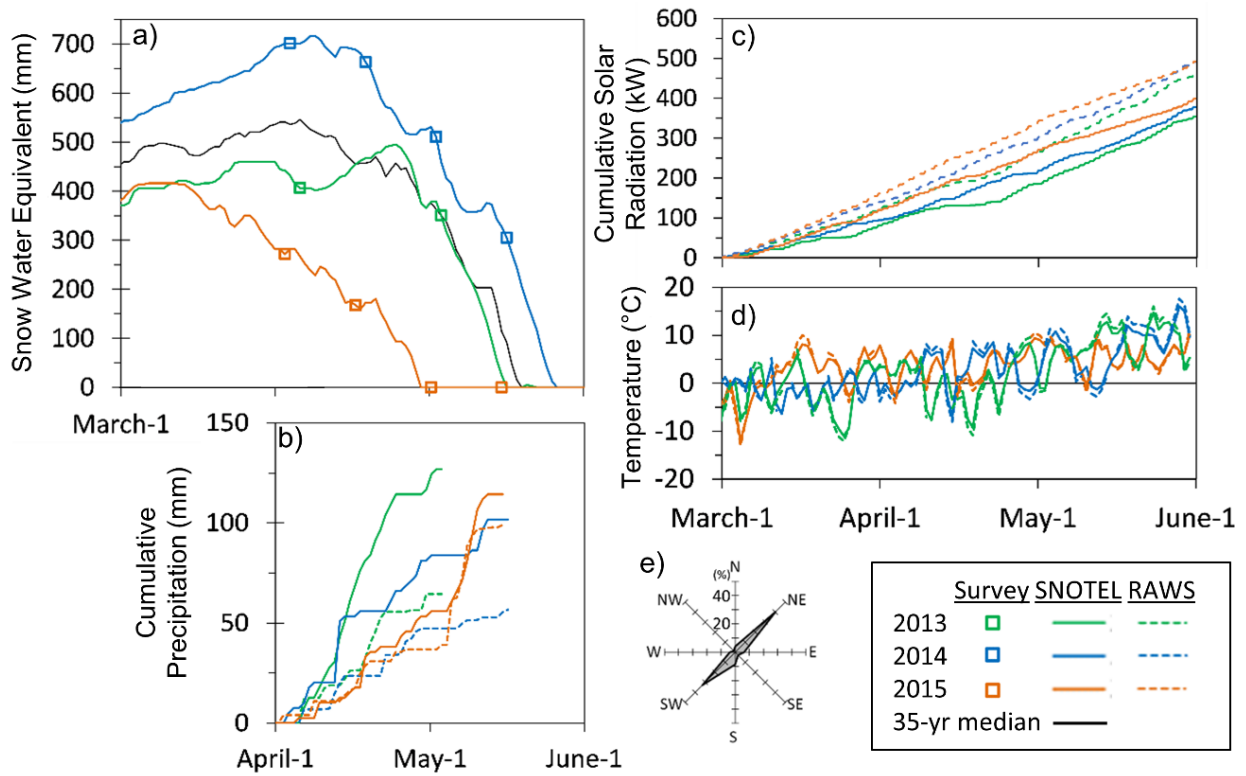 a)
Snow Water Equivalent (mm)
700
600
500
400
300
200
100
0
March-1
b)
Cumulative
Precipitation (mm)
150
100
50
0
April-1 May-1 June-1
c)
Cumulative Solar
Radiation (kW)
600
500
400
300
200
100
0
d)
Temperature (°C)
20
10
0
-10
-20
March-1 April-1 May-1 June-1
e)
N
(%)
40
20
NW NE
W E
SW SE
S
Survey SNOTEL RAWS
2013
2014
2015
35-yr median